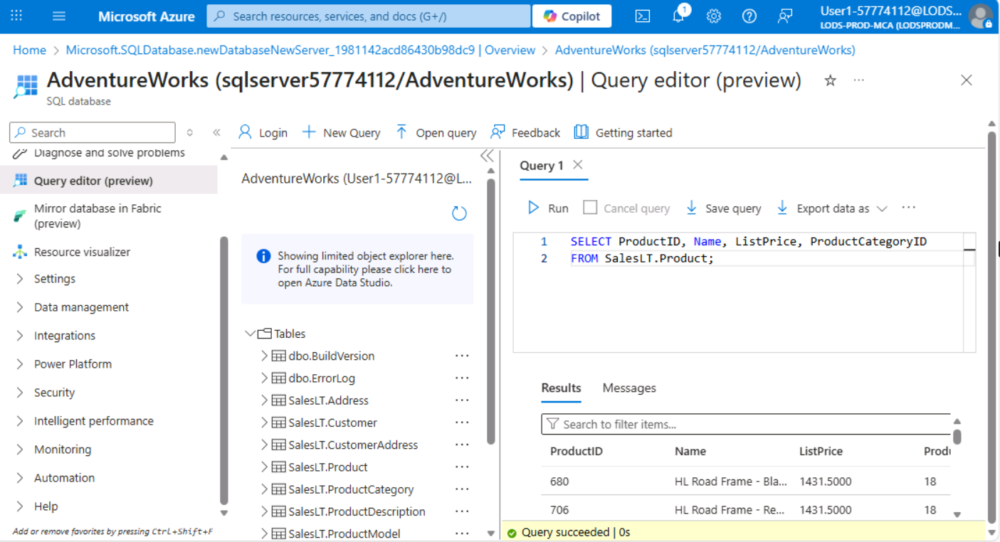 Microsoft Azure
Search resources, services, and docs (G+/)
Copilot
1
User1-57774112@LODS...
LODS-PROD-MCA (LODSPRODM...
Home > Microsoft.SQLDatabase.newDatabaseNewServer_1981142acd86430b98dc9 | Overview > AdventureWorks (sqlserver57774112/AdventureWorks)
AdventureWorks (sqlserver57774112/AdventureWorks) | Query editor (preview)
SQL database
Search
Diagnose and solve problems
Query editor (preview)
Mirror database in Fabric
(preview)
Resource visualizer
Settings
Data management
Integrations
Power Platform
Security
Intelligent performance
Monitoring
Automation
Help
Add or remove favorites by pressing Ctrl+Shift+F
Login
New Query
Open query
Feedback
Getting started
AdventureWorks (User1-57774112@L...
Showing limited object explorer here.
For full capability please click here to
open Azure Data Studio.
Tables
dbo.BuildVersion
dbo.ErrorLog
SalesLT.Address
SalesLT.Customer
SalesLT.CustomerAddress
SalesLT.Product
SalesLT.ProductCategory
SalesLT.ProductDescription
SalesLT.ProductModel
Query 1
Run
Cancel query
Save query
Export data as
1 SELECT ProductID, Name, ListPrice, ProductCategoryID
2 FROM SalesLT.Product;
Results Messages
Search to filter items...
ProductID Name ListPrice Produ
680 HL Road Frame - Bla... 1431.5000 18
706 HL Road Frame - Re... 1431.5000 18
Query succeeded | 0s